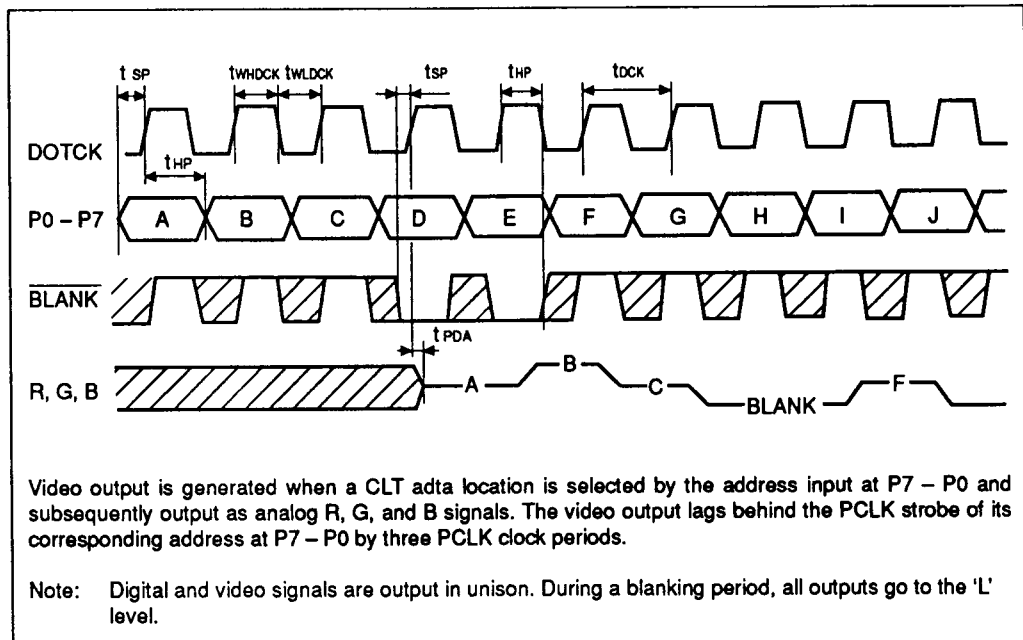 t SP
tWHDCK tWLDCK
tSP
tHP
tDCK
DOTCK
tHP
P0 – P7
A B C D E F G H I J
BLANK
tPDA
R, G, B
A B C BLANK F
Video output is generated when a CLT adta location is selected by the address input at P7 – P0 and
subsequently output as analog R, G, and B signals. The video output lags behind the PCLK strobe of its
corresponding address at P7 – P0 by three PCLK clock periods.
Note: Digital and video signals are output in unison. During a blanking period, all outputs go to the 'L'
level.